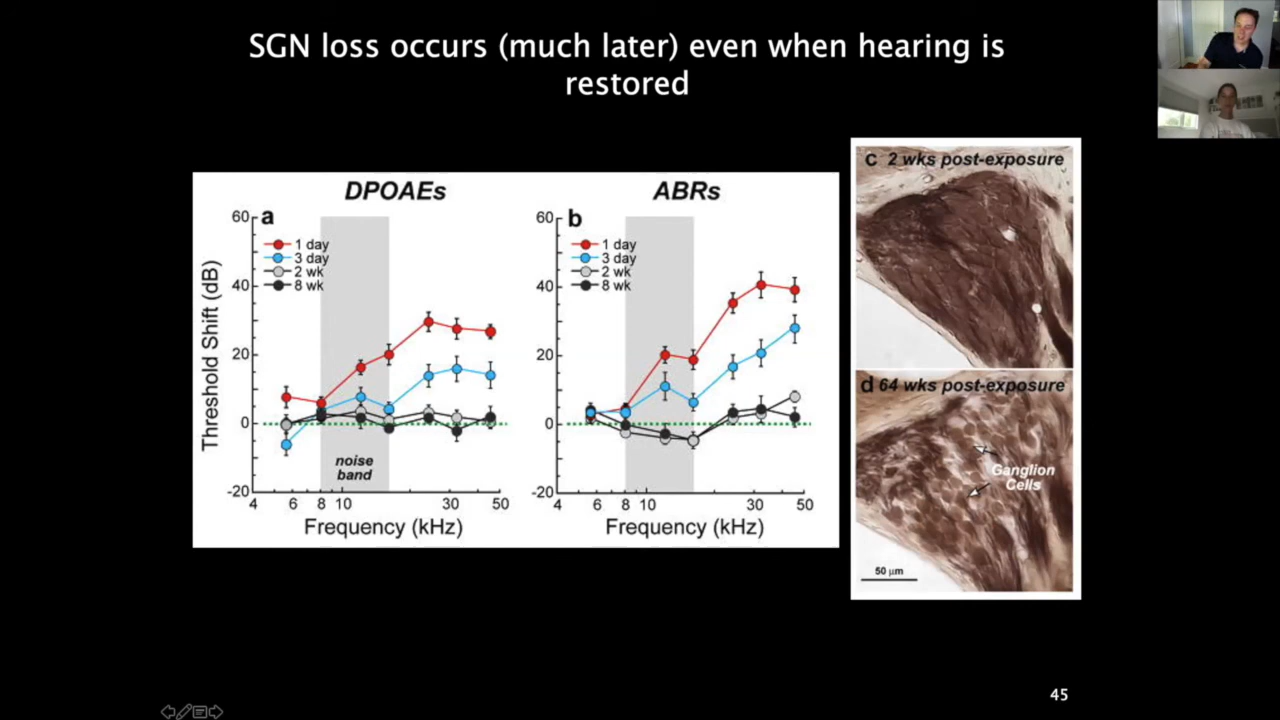 SGN loss occurs (much later) even when hearing is
restored
DPOAEs
a
60
40
20
0
-20
Threshold Shift (dB)
1 day
3 day
2 wk
8 wk
noise
band
4 6 8 10 30 50
Frequency (kHz)
ABRs
b
60
40
20
0
-20
1 day
3 day
2 wk
8 wk
4 6 8 10 30 50
Frequency (kHz)
c 2 wks post-exposure
d 64 wks post-exposure
Ganglion
Cells
50 µm
45